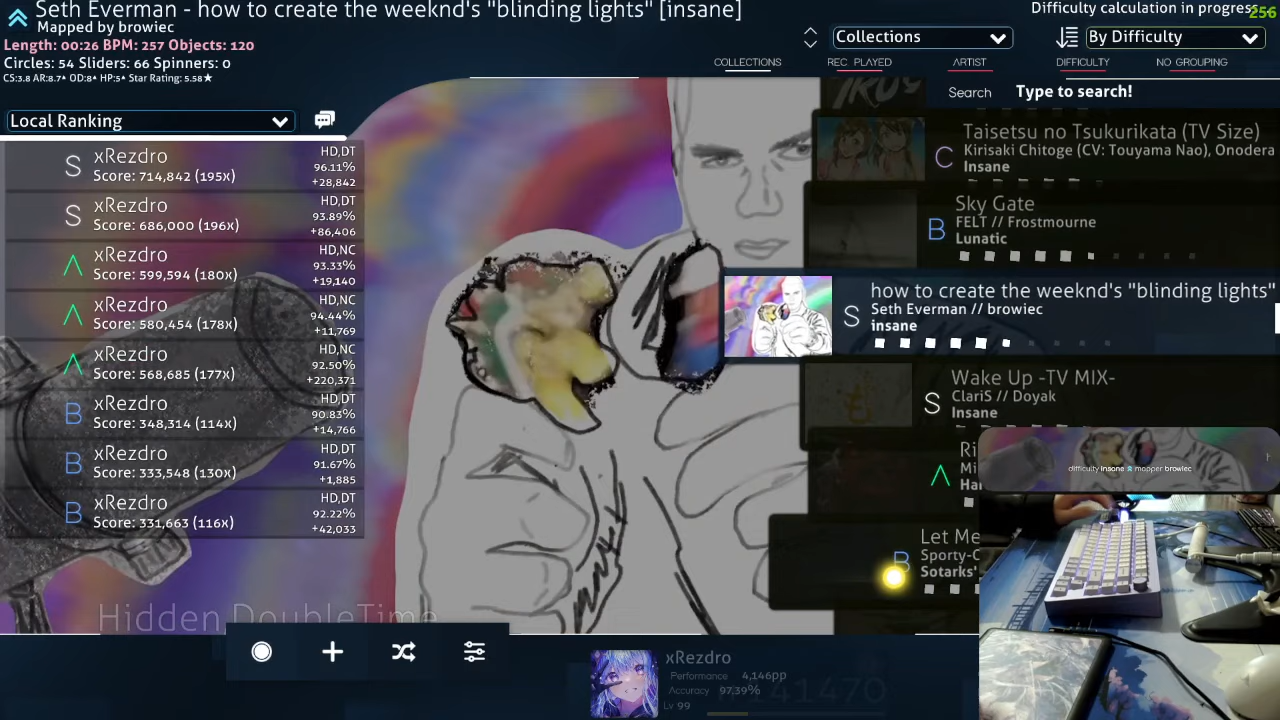 Seth Everman - how to create the weeknd's "blinding lights" [insane]
Mapped by browiec
Length: 00:26 BPM: 257 Objects: 120
Circles: 54 Sliders: 66 Spinners: 0
CS:3.8 AR:8.7 OD:8 HP:5 Star Rating: 5.58★
Difficulty calculation in progress...
256
Collections
By Difficulty
COLLECTIONS
REC PLAYED
ARTIST
DIFFICULTY
NO GROUPING
Search Type to search!
Local Ranking
S xRezdro
Score: 714,842 (195x)
HD,DT
96.11%
+28,842
S xRezdro
Score: 686,000 (196x)
HD,DT
93.89%
+86,406
A xRezdro
Score: 599,594 (180x)
HD,NC
93.33%
+19,140
A xRezdro
Score: 580,454 (178x)
HD,NC
94.44%
+11,769
A xRezdro
Score: 568,685 (177x)
HD,NC
92.50%
+220,371
B xRezdro
Score: 348,314 (114x)
HD,DT
90.83%
+14,766
B xRezdro
Score: 333,548 (130x)
HD,DT
91.67%
+1,885
B xRezdro
Score: 331,663 (116x)
HD,DT
92.22%
+42,033
Taisetsu no Tsukurikata (TV Size)
C Kirisaki Chitoge (CV: Touyama Nao), Onodera
Insane
Sky Gate
B FELT // Frostmourne
Lunatic
how to create the weeknd's "blinding lights"
S Seth Everman // browiec
insane
Wake Up -TV MIX-
S ClariS // Doyak
Insane
Ri
A Mi
Har
Let Me
B Sporty-O
Sotarks'
difficulty insane mapper browiec
Hidden DoubleTime
xRezdro
Performance 4,146pp
Accuracy 97.39%
Lv 99
#141470